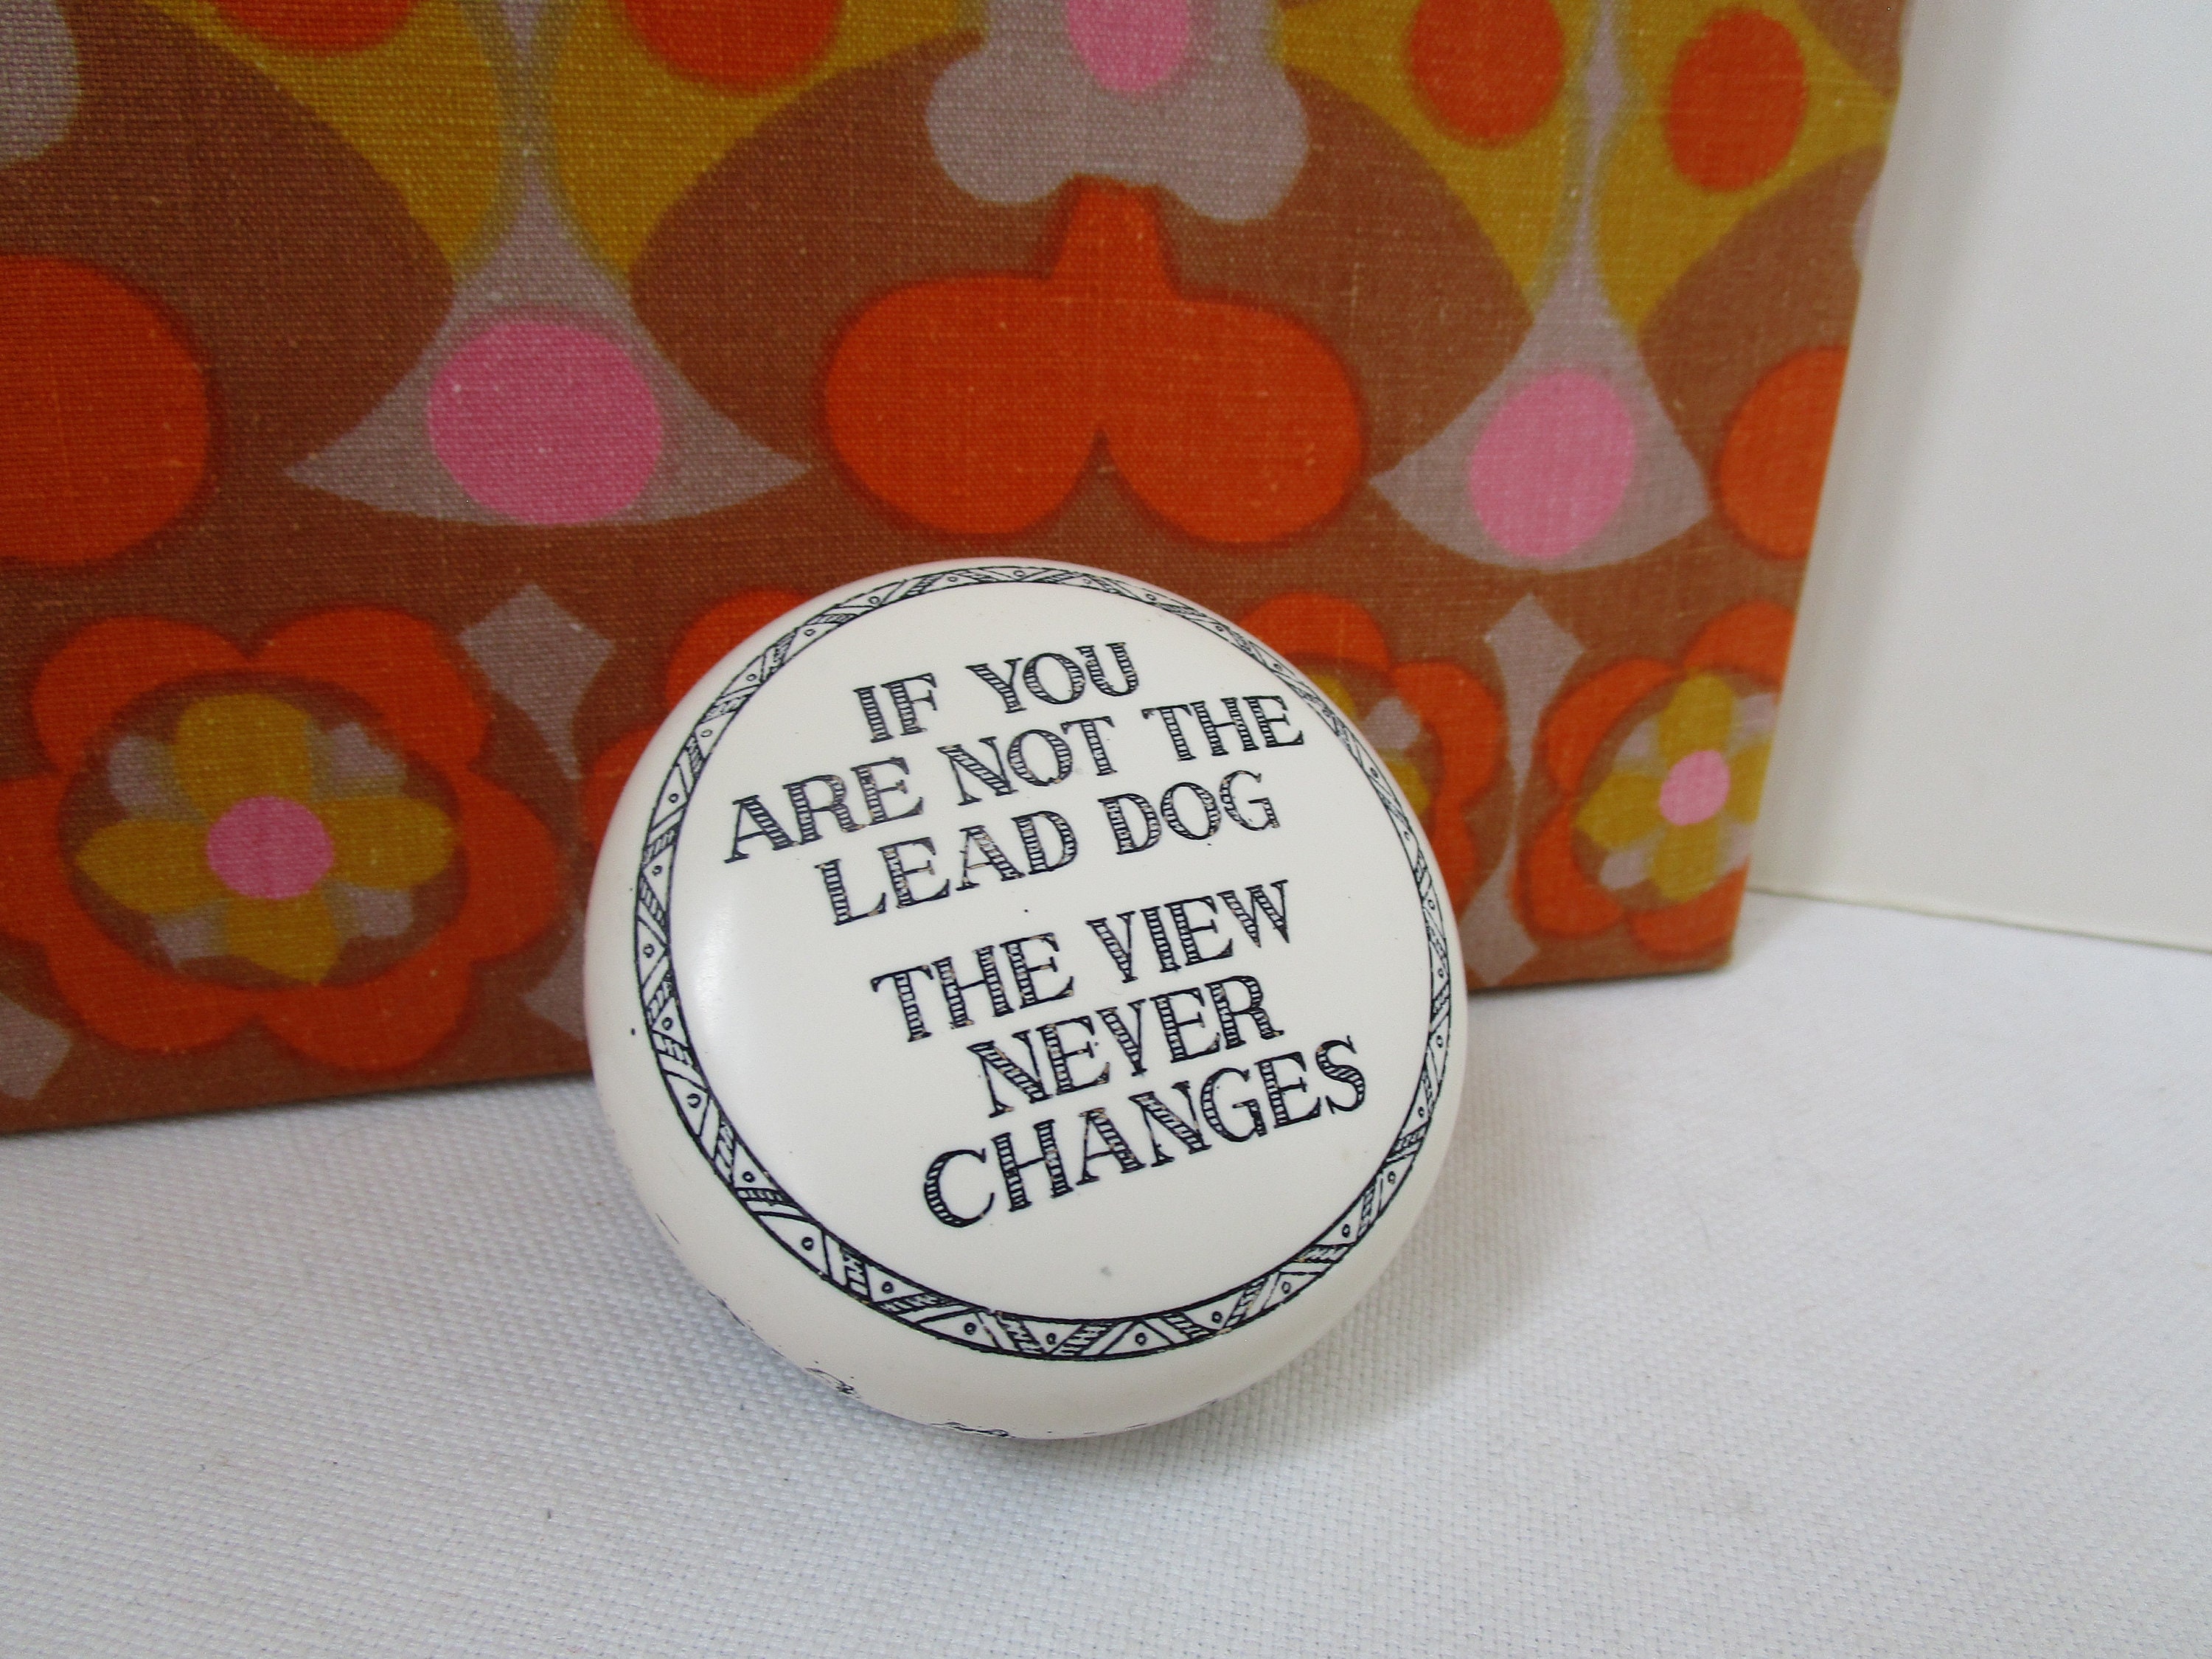 IF YOU
ARE NOT THE
LEAD DOG
THE VIEW
NEVER
CHANGES